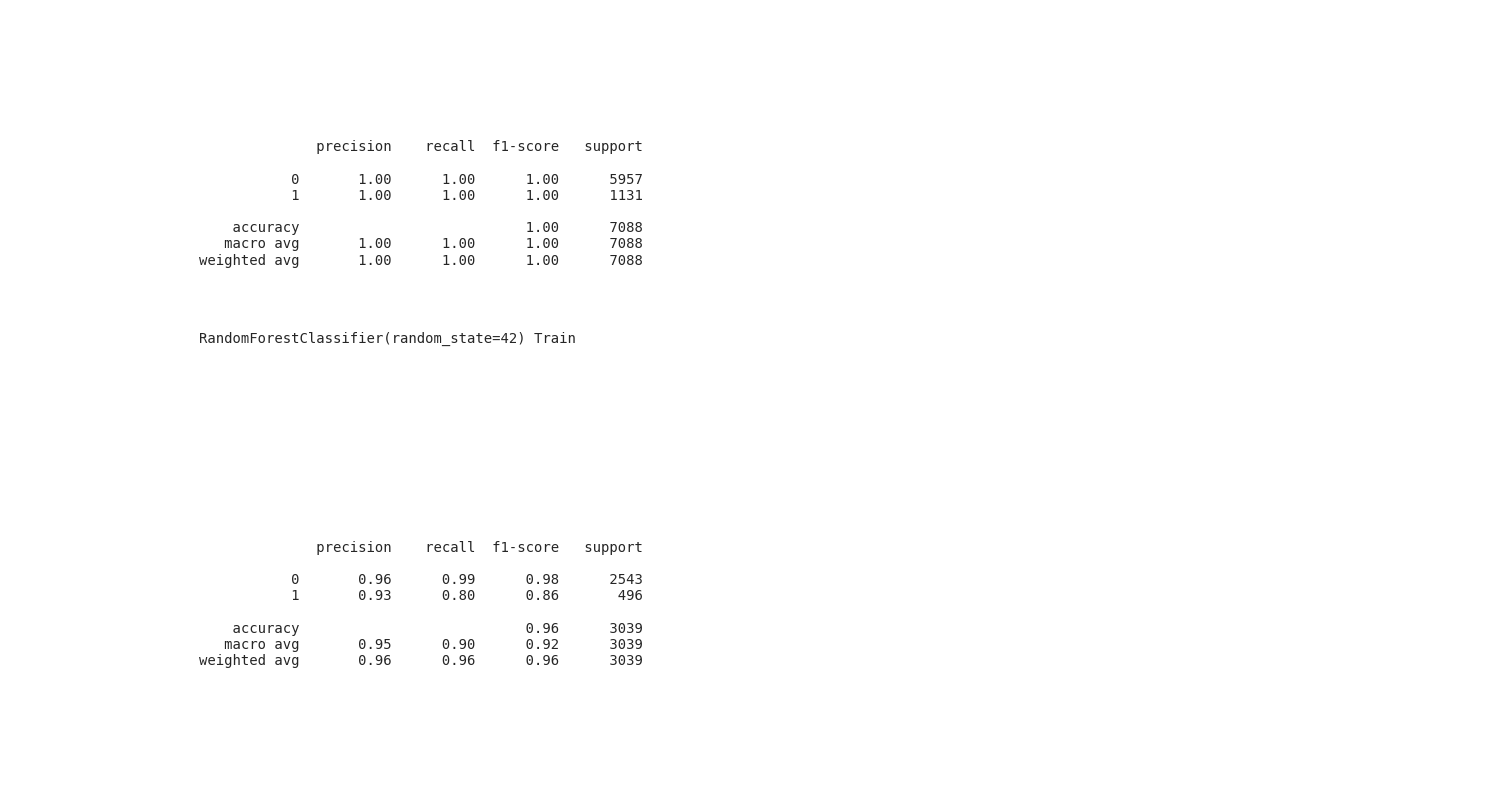 precision    recall  f1-score   support
0       1.00      1.00      1.00      5957
1       1.00      1.00      1.00      1131
accuracy                           1.00      7088
macro avg       1.00      1.00      1.00      7088
weighted avg       1.00      1.00      1.00      7088
RandomForestClassifier(random_state=42) Train
precision    recall  f1-score   support
0       0.96      0.99      0.98      2543
1       0.93      0.80      0.86       496
accuracy                           0.96      3039
macro avg       0.95      0.90      0.92      3039
weighted avg       0.96      0.96      0.96      3039